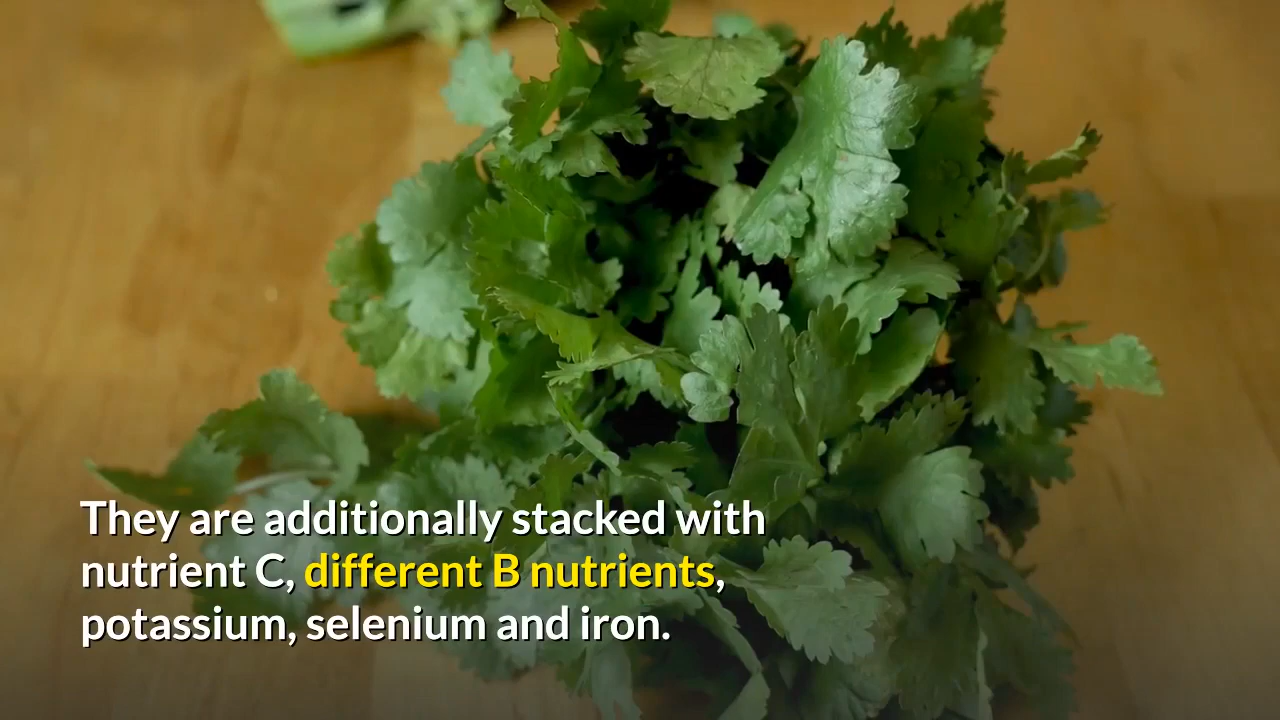 They are additionally stacked with
nutrient C, different B nutrients,
potassium, selenium and iron.